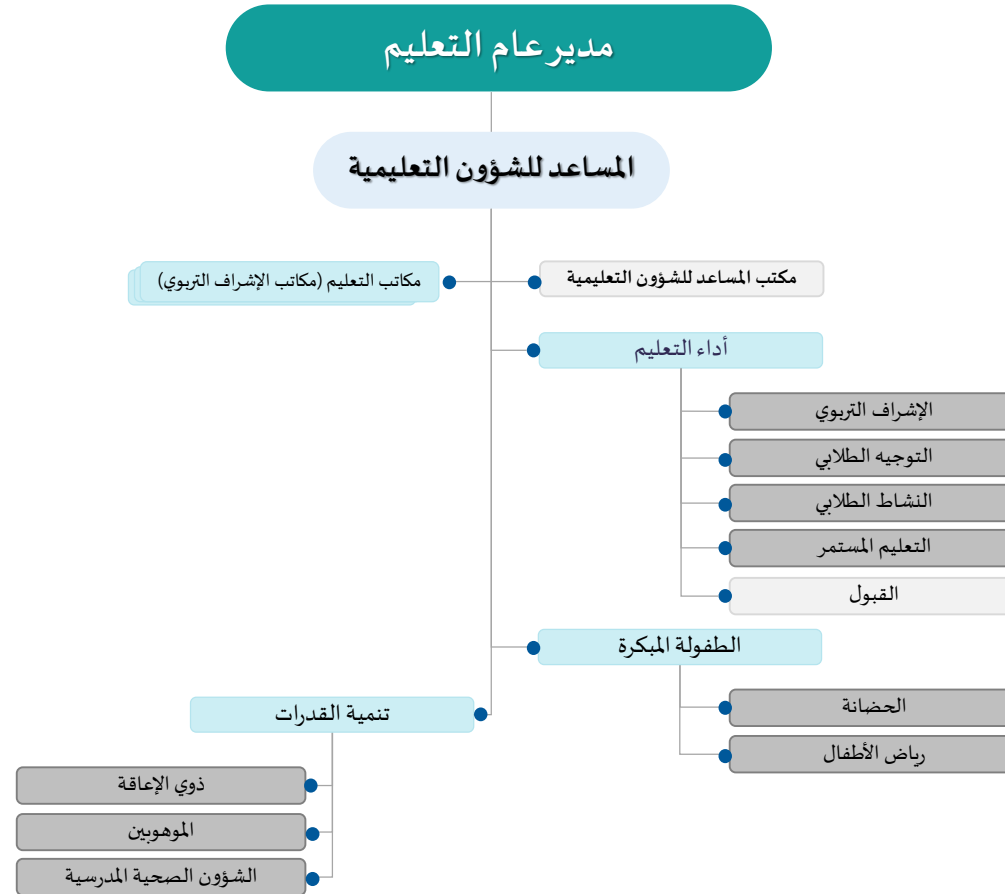 مدير عام التعليم
المساعد للشؤون التعليمية
مكتب المساعد للشؤون التعليمية
مكاتب التعليم (مكاتب الإشراف التربوي)
أداء التعليم
الإشراف التربوي
التوجيه الطلابي
النشاط الطلابي
التعليم المستمر
القبول
الطفولة المبكرة
الحضانة
رياض الأطفال
تنمية القدرات
ذوي الإعاقة
الموهوبين
الشؤون الصحية المدرسية